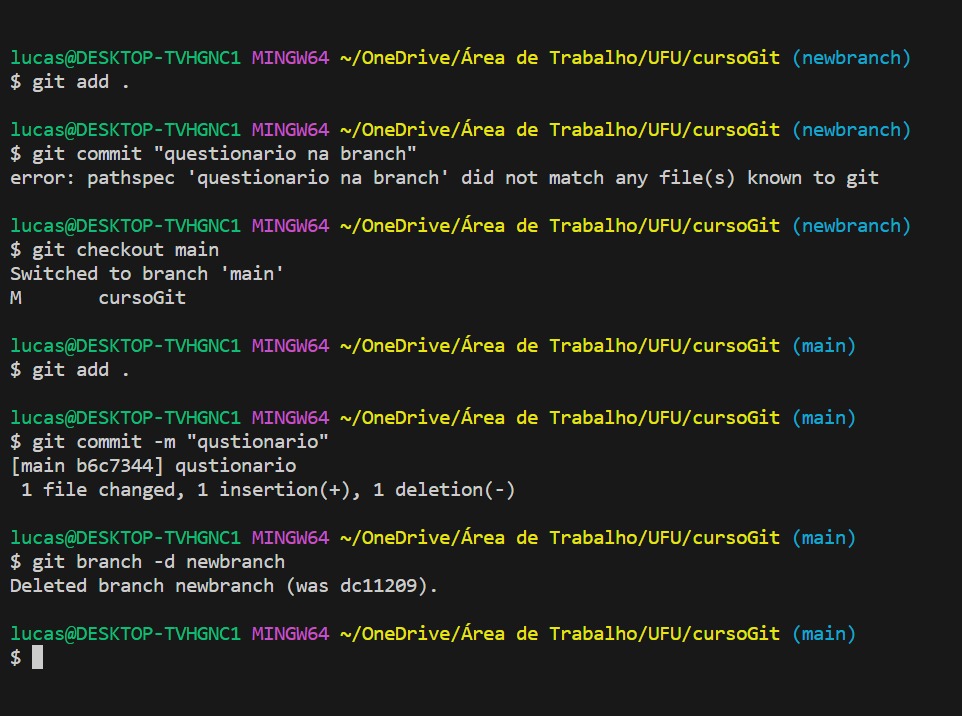 lucas@DESKTOP-TVHGNC1 MINGW64 ~/OneDrive/Área de Trabalho/UFU/cursoGit (newbranch)
$ git add .
lucas@DESKTOP-TVHGNC1 MINGW64 ~/OneDrive/Área de Trabalho/UFU/cursoGit (newbranch)
$ git commit "questionario na branch"
error: pathspec 'questionario na branch' did not match any file(s) known to git
lucas@DESKTOP-TVHGNC1 MINGW64 ~/OneDrive/Área de Trabalho/UFU/cursoGit (newbranch)
$ git checkout main
Switched to branch 'main'
M       cursoGit
lucas@DESKTOP-TVHGNC1 MINGW64 ~/OneDrive/Área de Trabalho/UFU/cursoGit (main)
$ git add .
lucas@DESKTOP-TVHGNC1 MINGW64 ~/OneDrive/Área de Trabalho/UFU/cursoGit (main)
$ git commit -m "qustionario"
[main b6c7344] qustionario
 1 file changed, 1 insertion(+), 1 deletion(-)
lucas@DESKTOP-TVHGNC1 MINGW64 ~/OneDrive/Área de Trabalho/UFU/cursoGit (main)
$ git branch -d newbranch
Deleted branch newbranch (was dc11209).
lucas@DESKTOP-TVHGNC1 MINGW64 ~/OneDrive/Área de Trabalho/UFU/cursoGit (main)
$